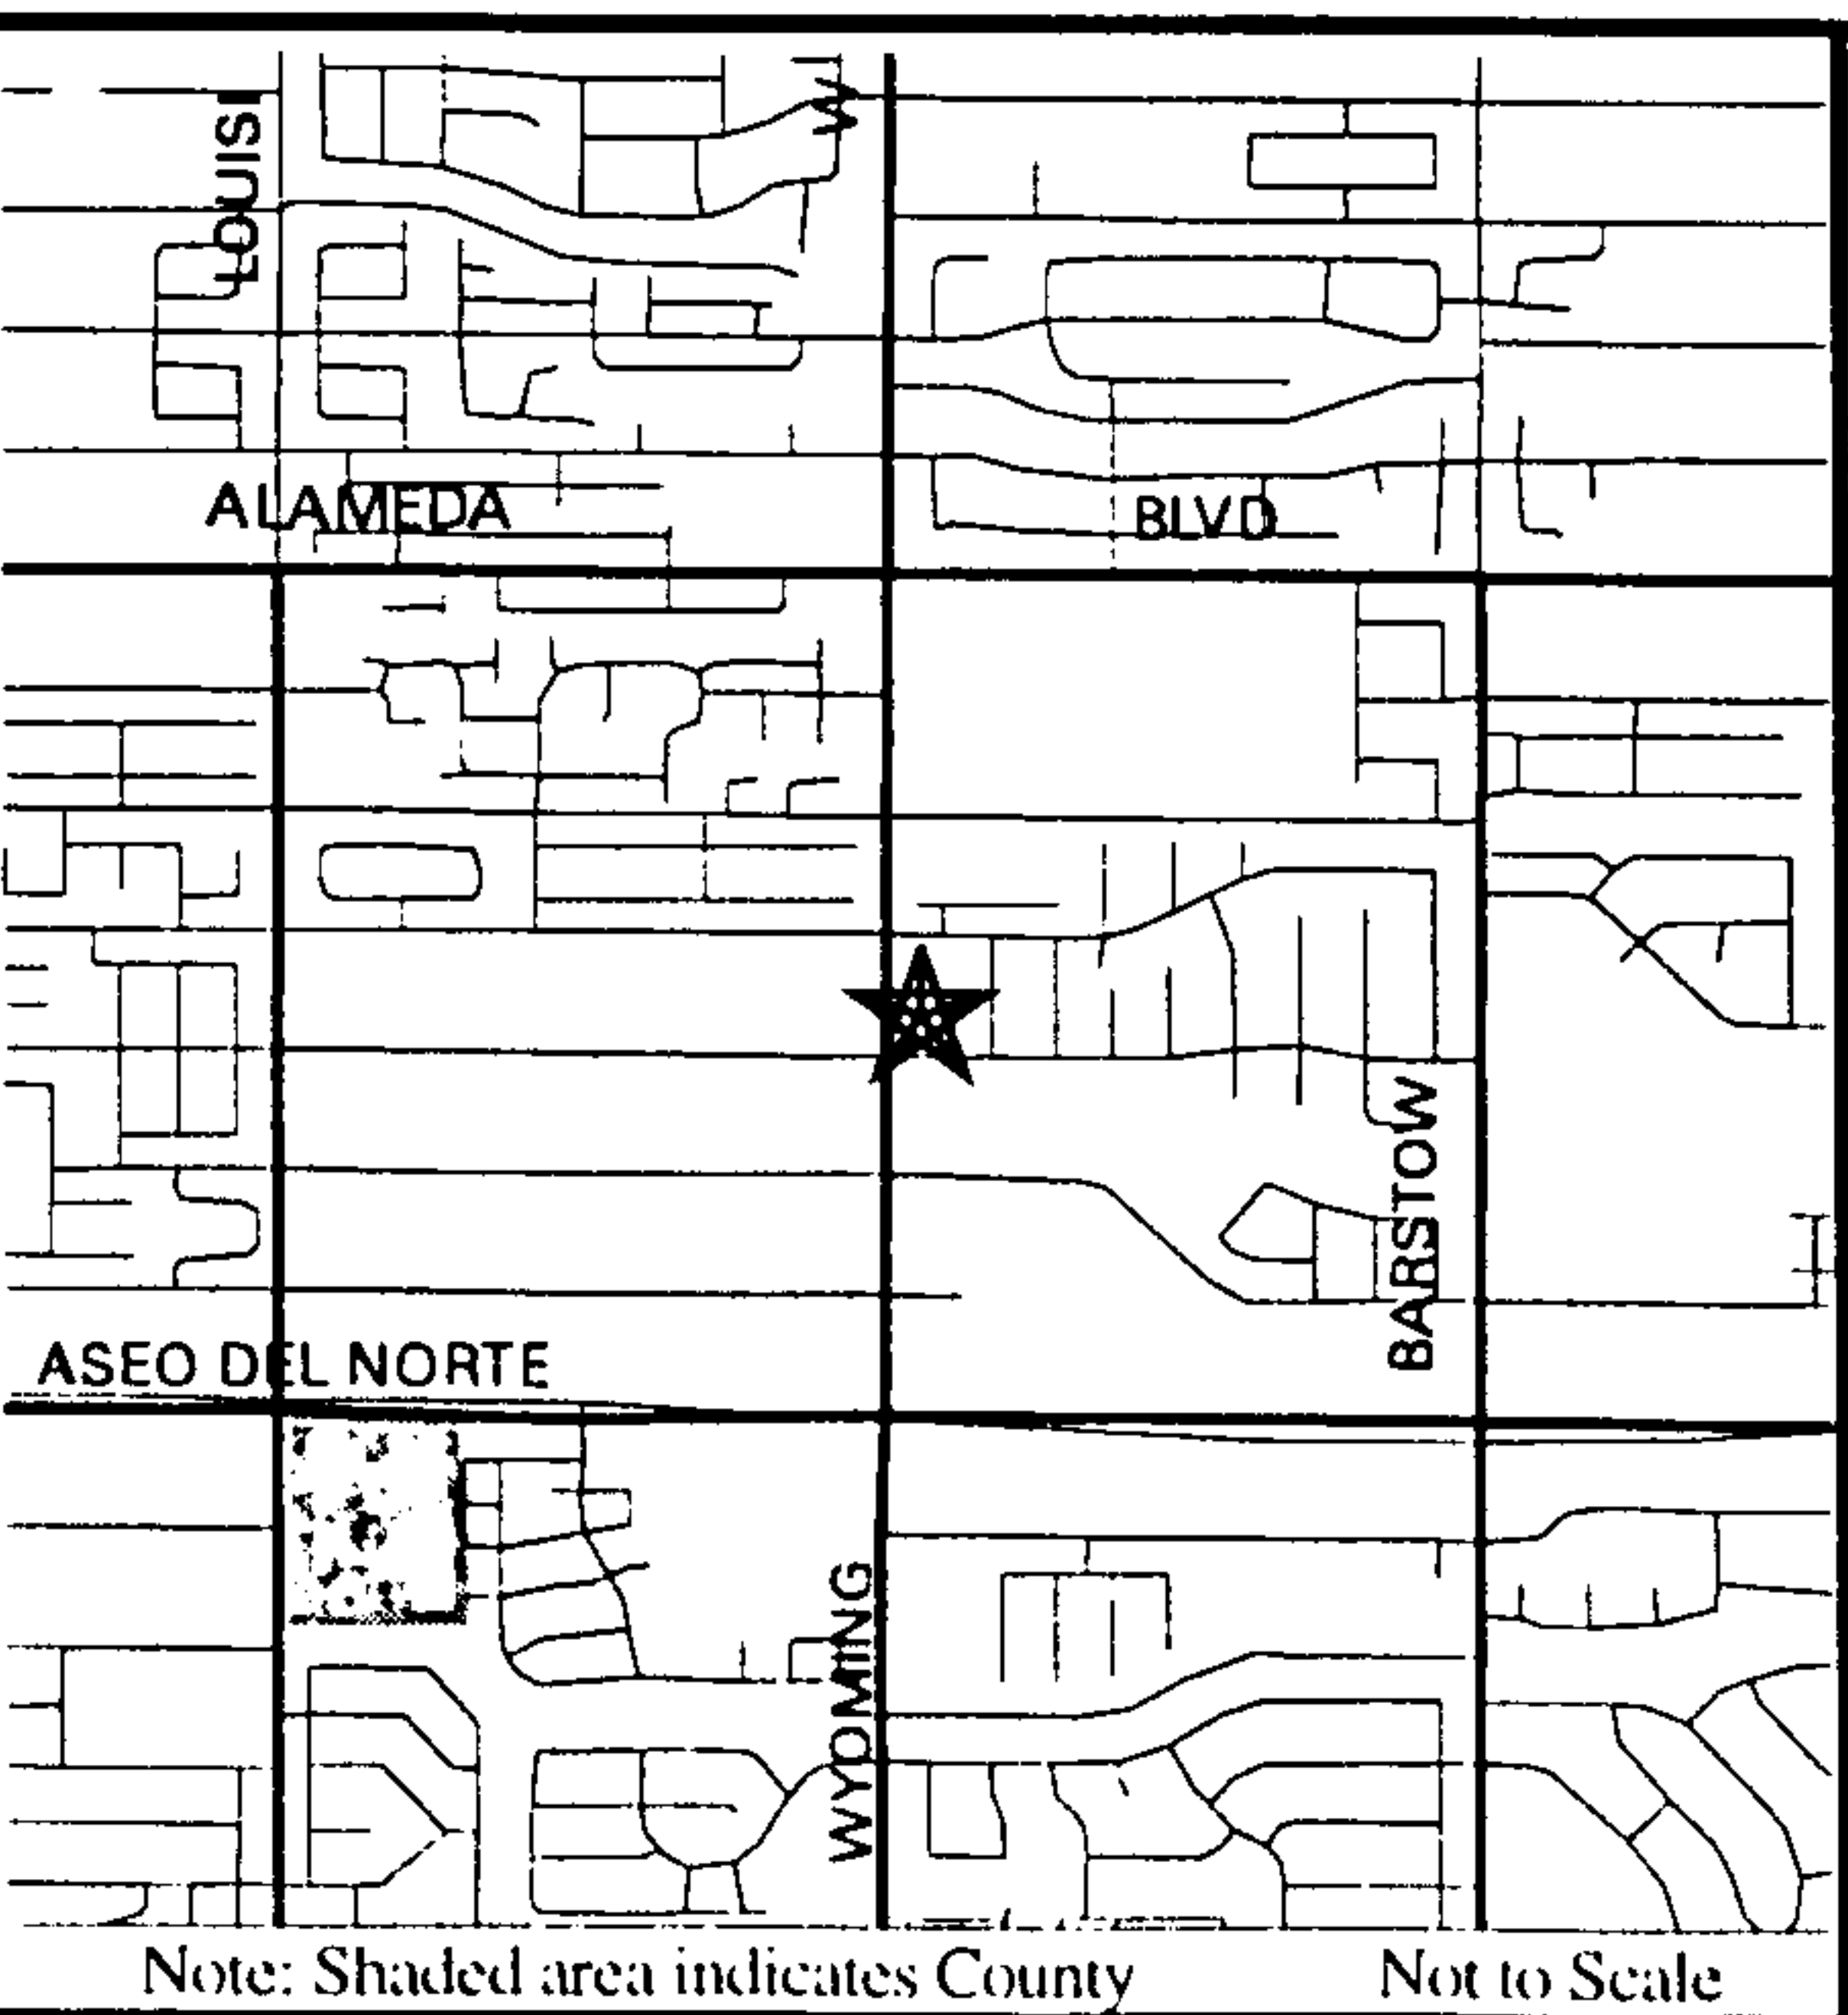 LOUISI
W
ALAMEDA BLVD
BARSTOW
ASEO DEL NORTE
WYOMING
Note: Shaded area indicates County Not to Scale